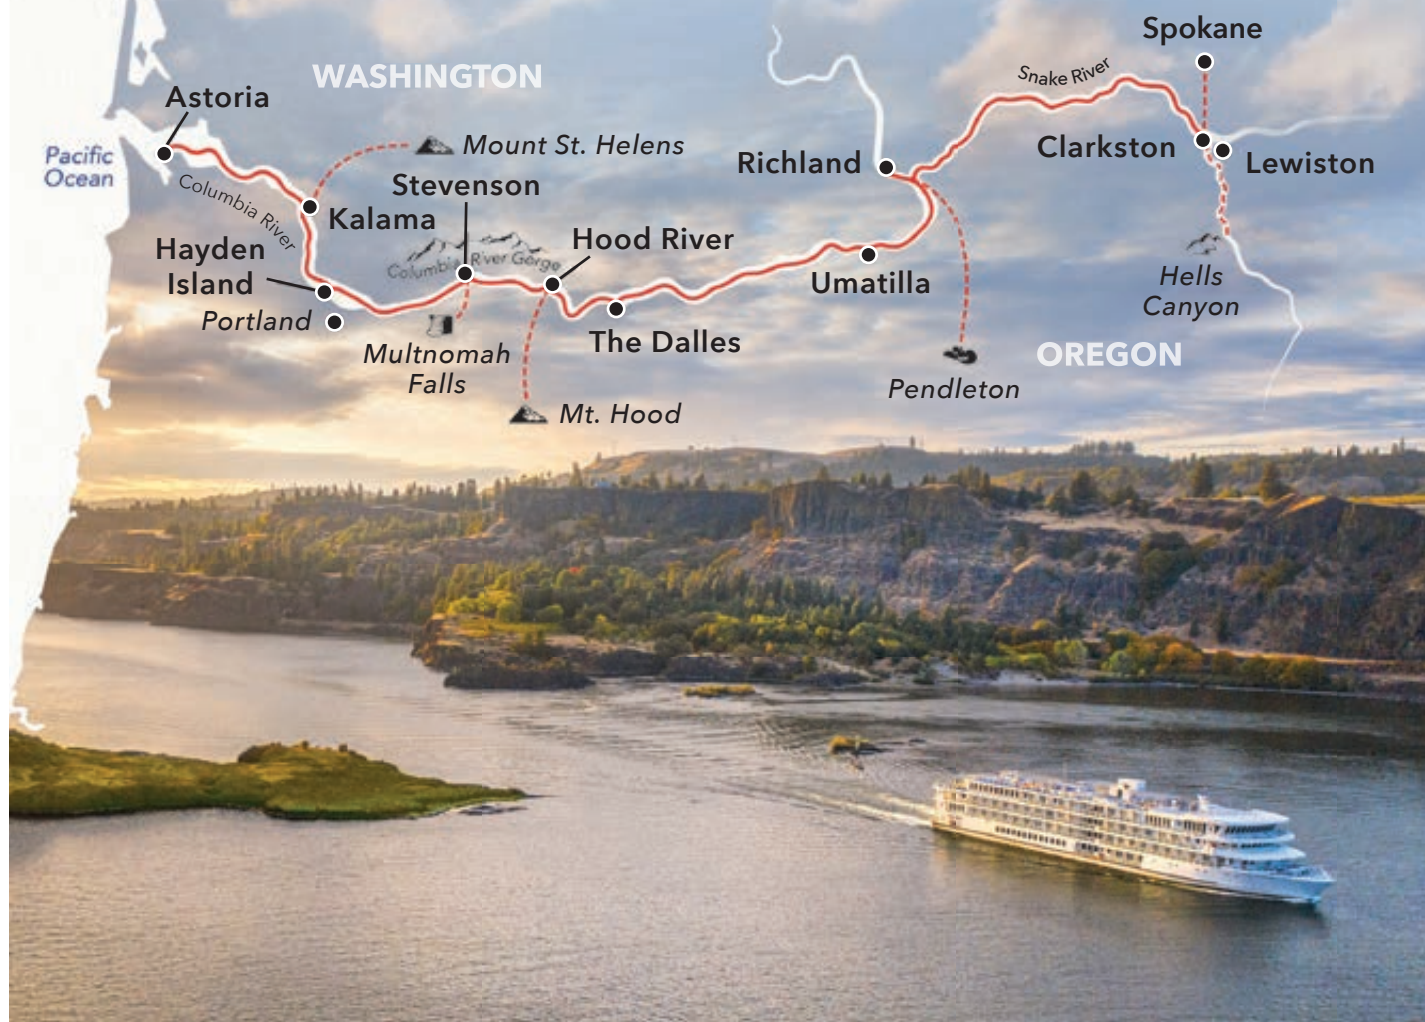 Spokane
WASHINGTON
Snake River
Astoria
Pacific
Ocean
Mount St. Helens
Clarkston
Lewiston
Richland
Stevenson
Columbia River
Kalama
Hood River
Hayden
Island
Columbia River Gorge
Umatilla
Hells
Canyon
Portland
The Dalles
Multnomah
Falls
OREGON
Pendleton
Mt. Hood